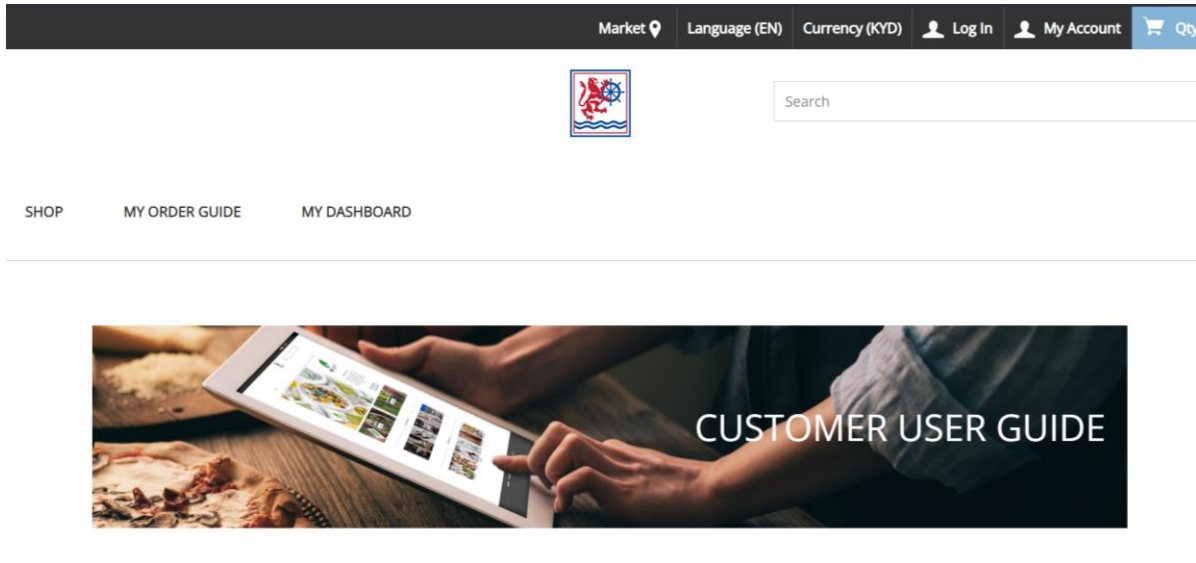 Market Language (EN) Currency (KYD) Log In My Account Qty
Search
SHOP MY ORDER GUIDE MY DASHBOARD
CUSTOMER USER GUIDE